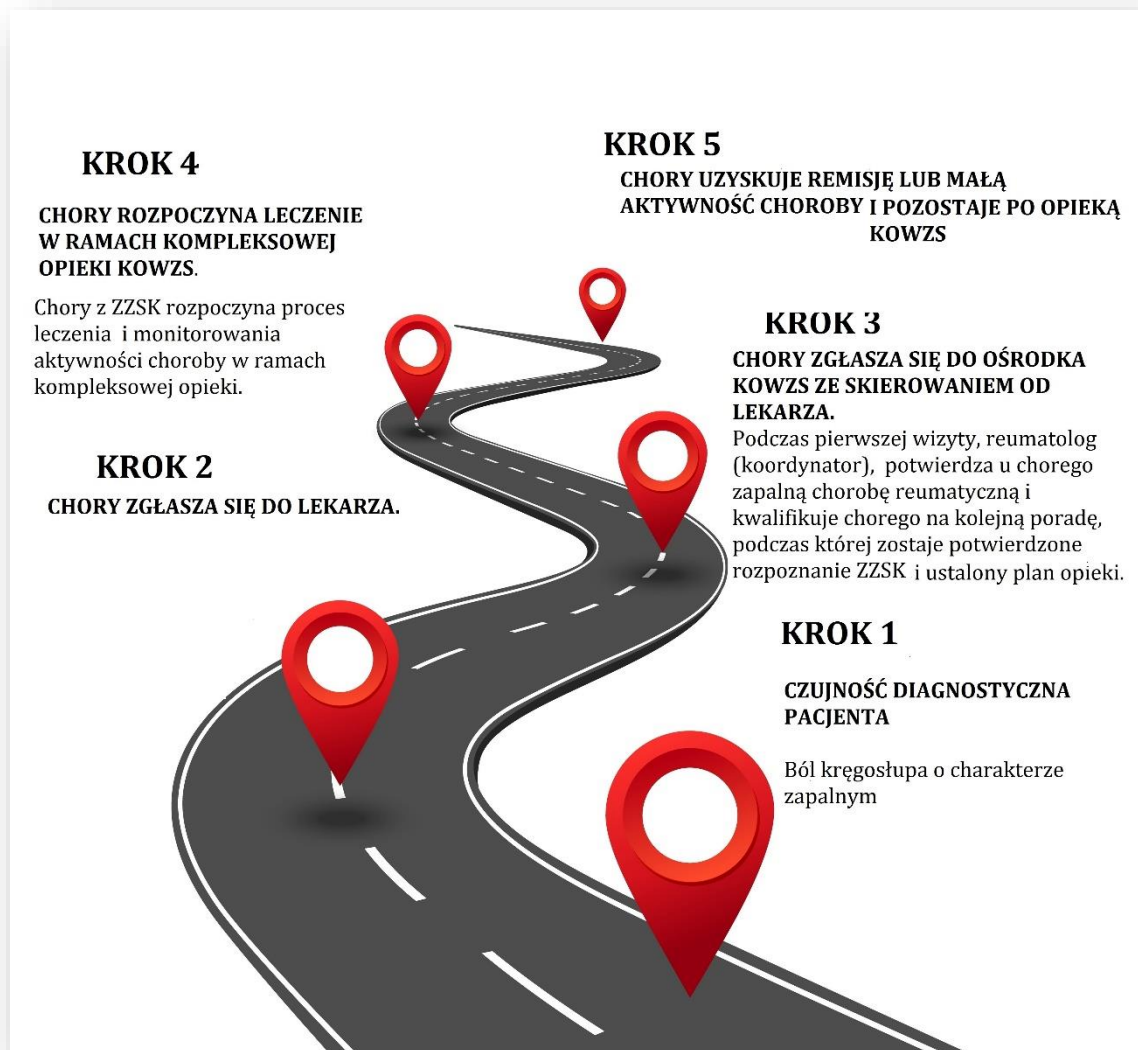 KROK 4
CHORY ROZPOCZYNA LECZENIE
W RAMACH KOMPLEKSOWEJ
OPIEKI KOWZS.
Chory z ZZSK rozpoczyna proces
leczenia i monitorowania
aktywności choroby w ramach
kompleksowej opieki.
KROK 5
CHORY UZYSKUJE REMISJĘ LUB MAŁĄ
AKTYWNOŚĆ CHOROBY I POZOSTAJE PO OPIEKĄ
KOWZS
KROK 3
CHORY ZGŁASZA SIĘ DO OŚRODKA
KOWZS ZE SKIEROWANIEM OD
LEKARZA.
Podczas pierwszej wizyty, reumatolog
(koordynator), potwierdza u chorego
zapalną chorobę reumatyczną i
kwalifikuje chorego na kolejną poradę,
podczas której zostaje potwierdzone
rozpoznanie ZZSK i ustalony plan opieki.
KROK 2
CHORY ZGŁASZA SIĘ DO LEKARZA.
KROK 1
CZUJNOŚĆ DIAGNOSTYCZNA
PACJENTA
Ból kręgosłupa o charakterze
zapalnym